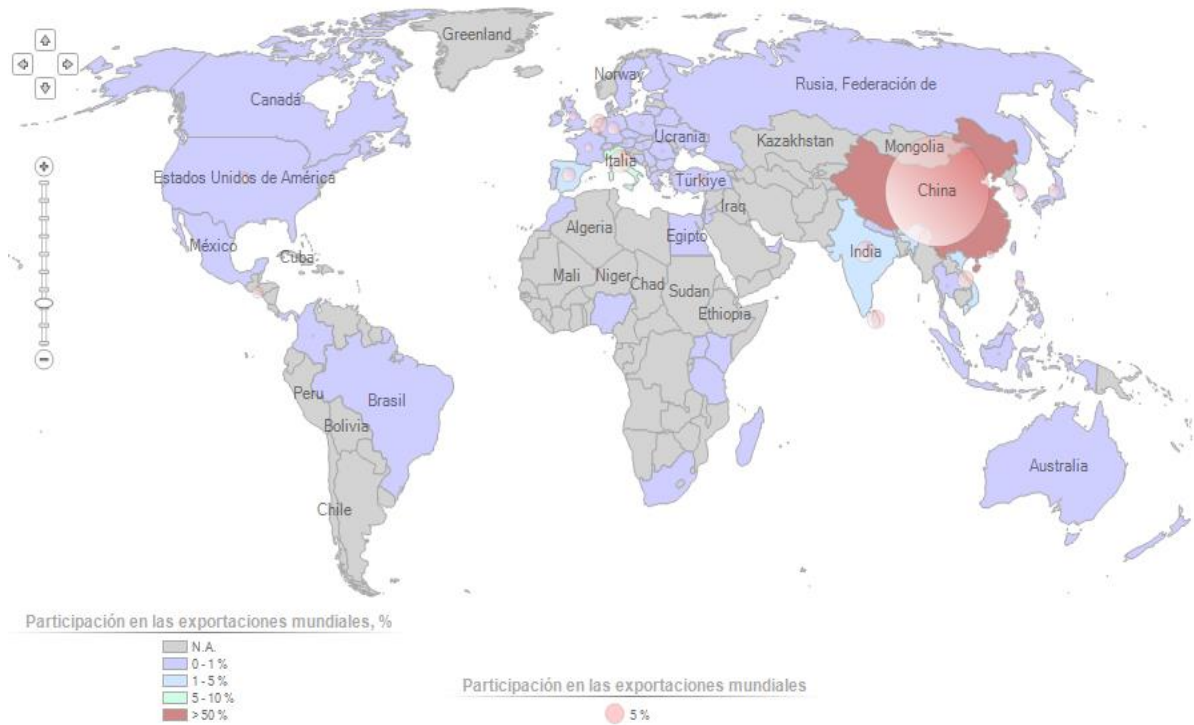 Greenland
Norway
Canadá
Rusia, Federación de
Ucrania
Kazakhstan
Mongolia
Italia
Estados Unidos de América
Türkiye
China
Iraq
Algeria
Egipto
México
India
Cuba
Mali
Niger
Chad
Sudan
Ethiopia
Peru
Brasil
Bolivia
Australia
Chile
Participación en las exportaciones mundiales, %
N.A.
0 - 1 %
1 - 5 %
5 - 10 %
> 50 %
Participación en las exportaciones mundiales
5 %